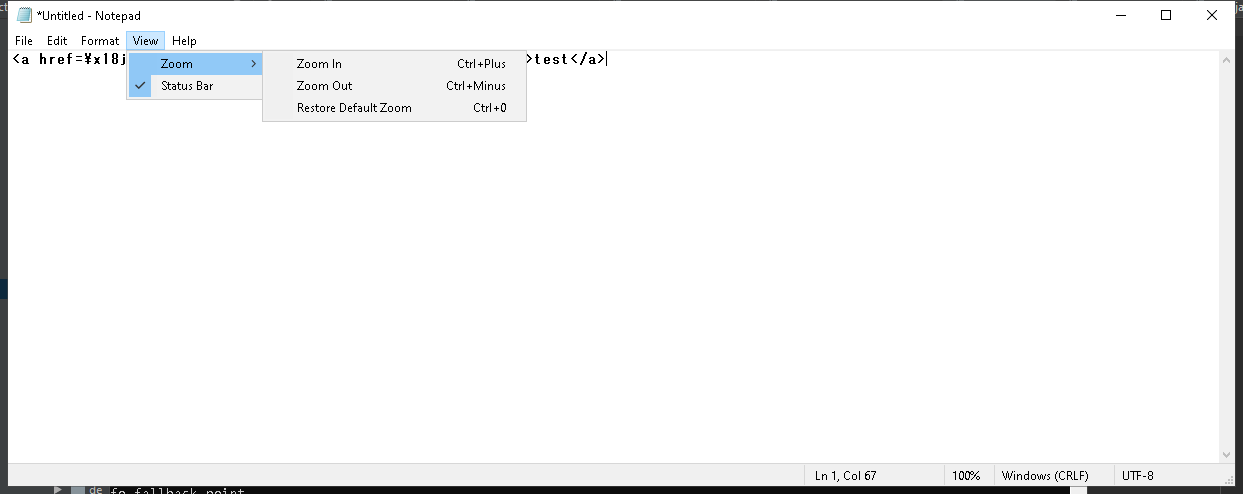 *Untitled - Notepad
File Edit Format View Help
<a href=¥x18j
>test</a>
Zoom
Status Bar
Zoom In Ctrl+Plus
Zoom Out Ctrl+Minus
Restore Default Zoom Ctrl+0
Ln 1, Col 67 100% Windows (CRLF) UTF-8
de fo fallback point